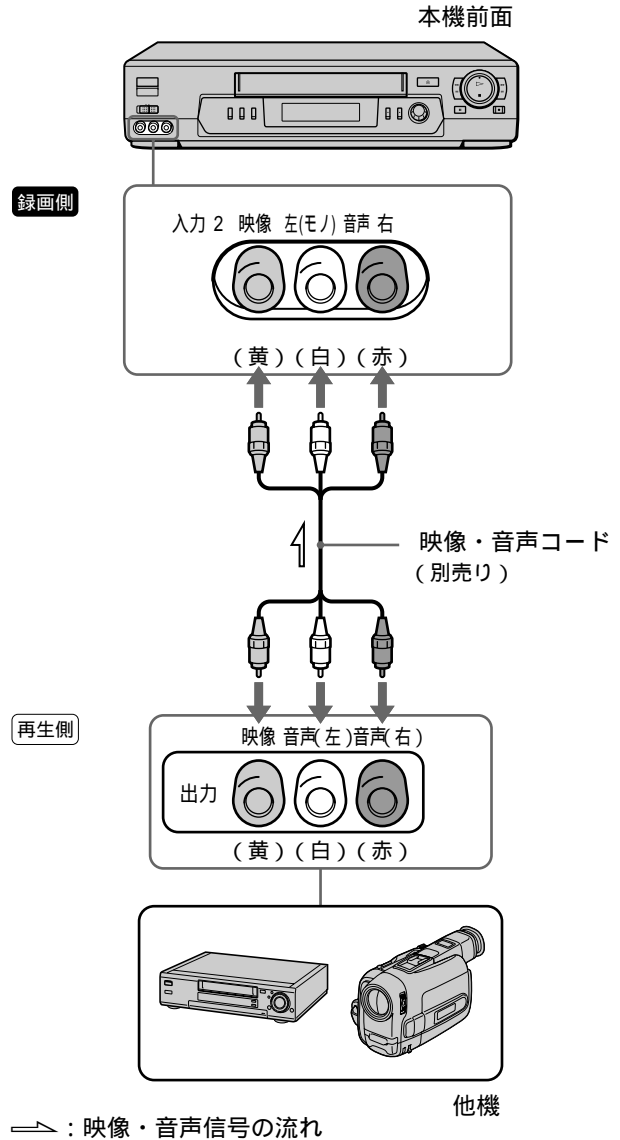 本機前面
録画側
入力 2 映像 左(モノ) 音声 右
(黄)(白)(赤)
映像・音声コード
(別売り)
再生側
映像 音声(左)音声(右)
出力
(黄)(白)(赤)
他機
:映像・音声信号の流れ